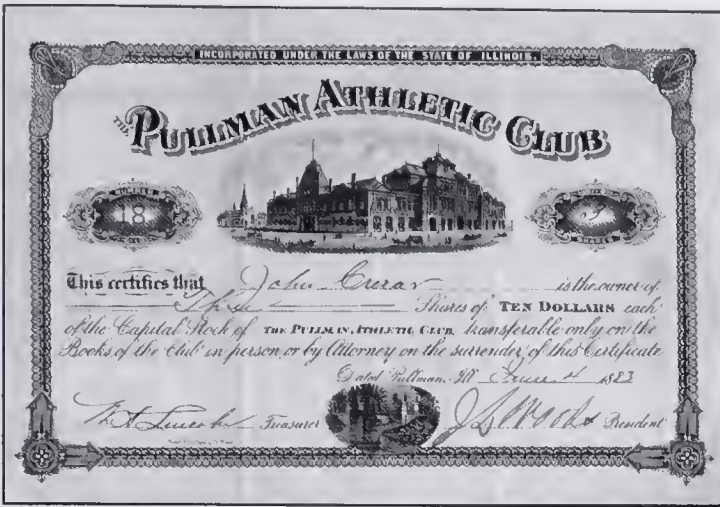 INCORPORATED UNDER THE LAWS OF THE STATE OF ILLINOIS.
THE PULLMAN ATHLETIC CLUB
18
SHARES
This certifies that John Crerar is the owner of
Three Shares of TEN DOLLARS each
of the Capital Stock of THE PULLMAN ATHLETIC CLUB, transferable only on the
Books of the Club in person or by Attorney on the surrender of this Certificate
Dated Pullman, Ill 1883
Treasurer President